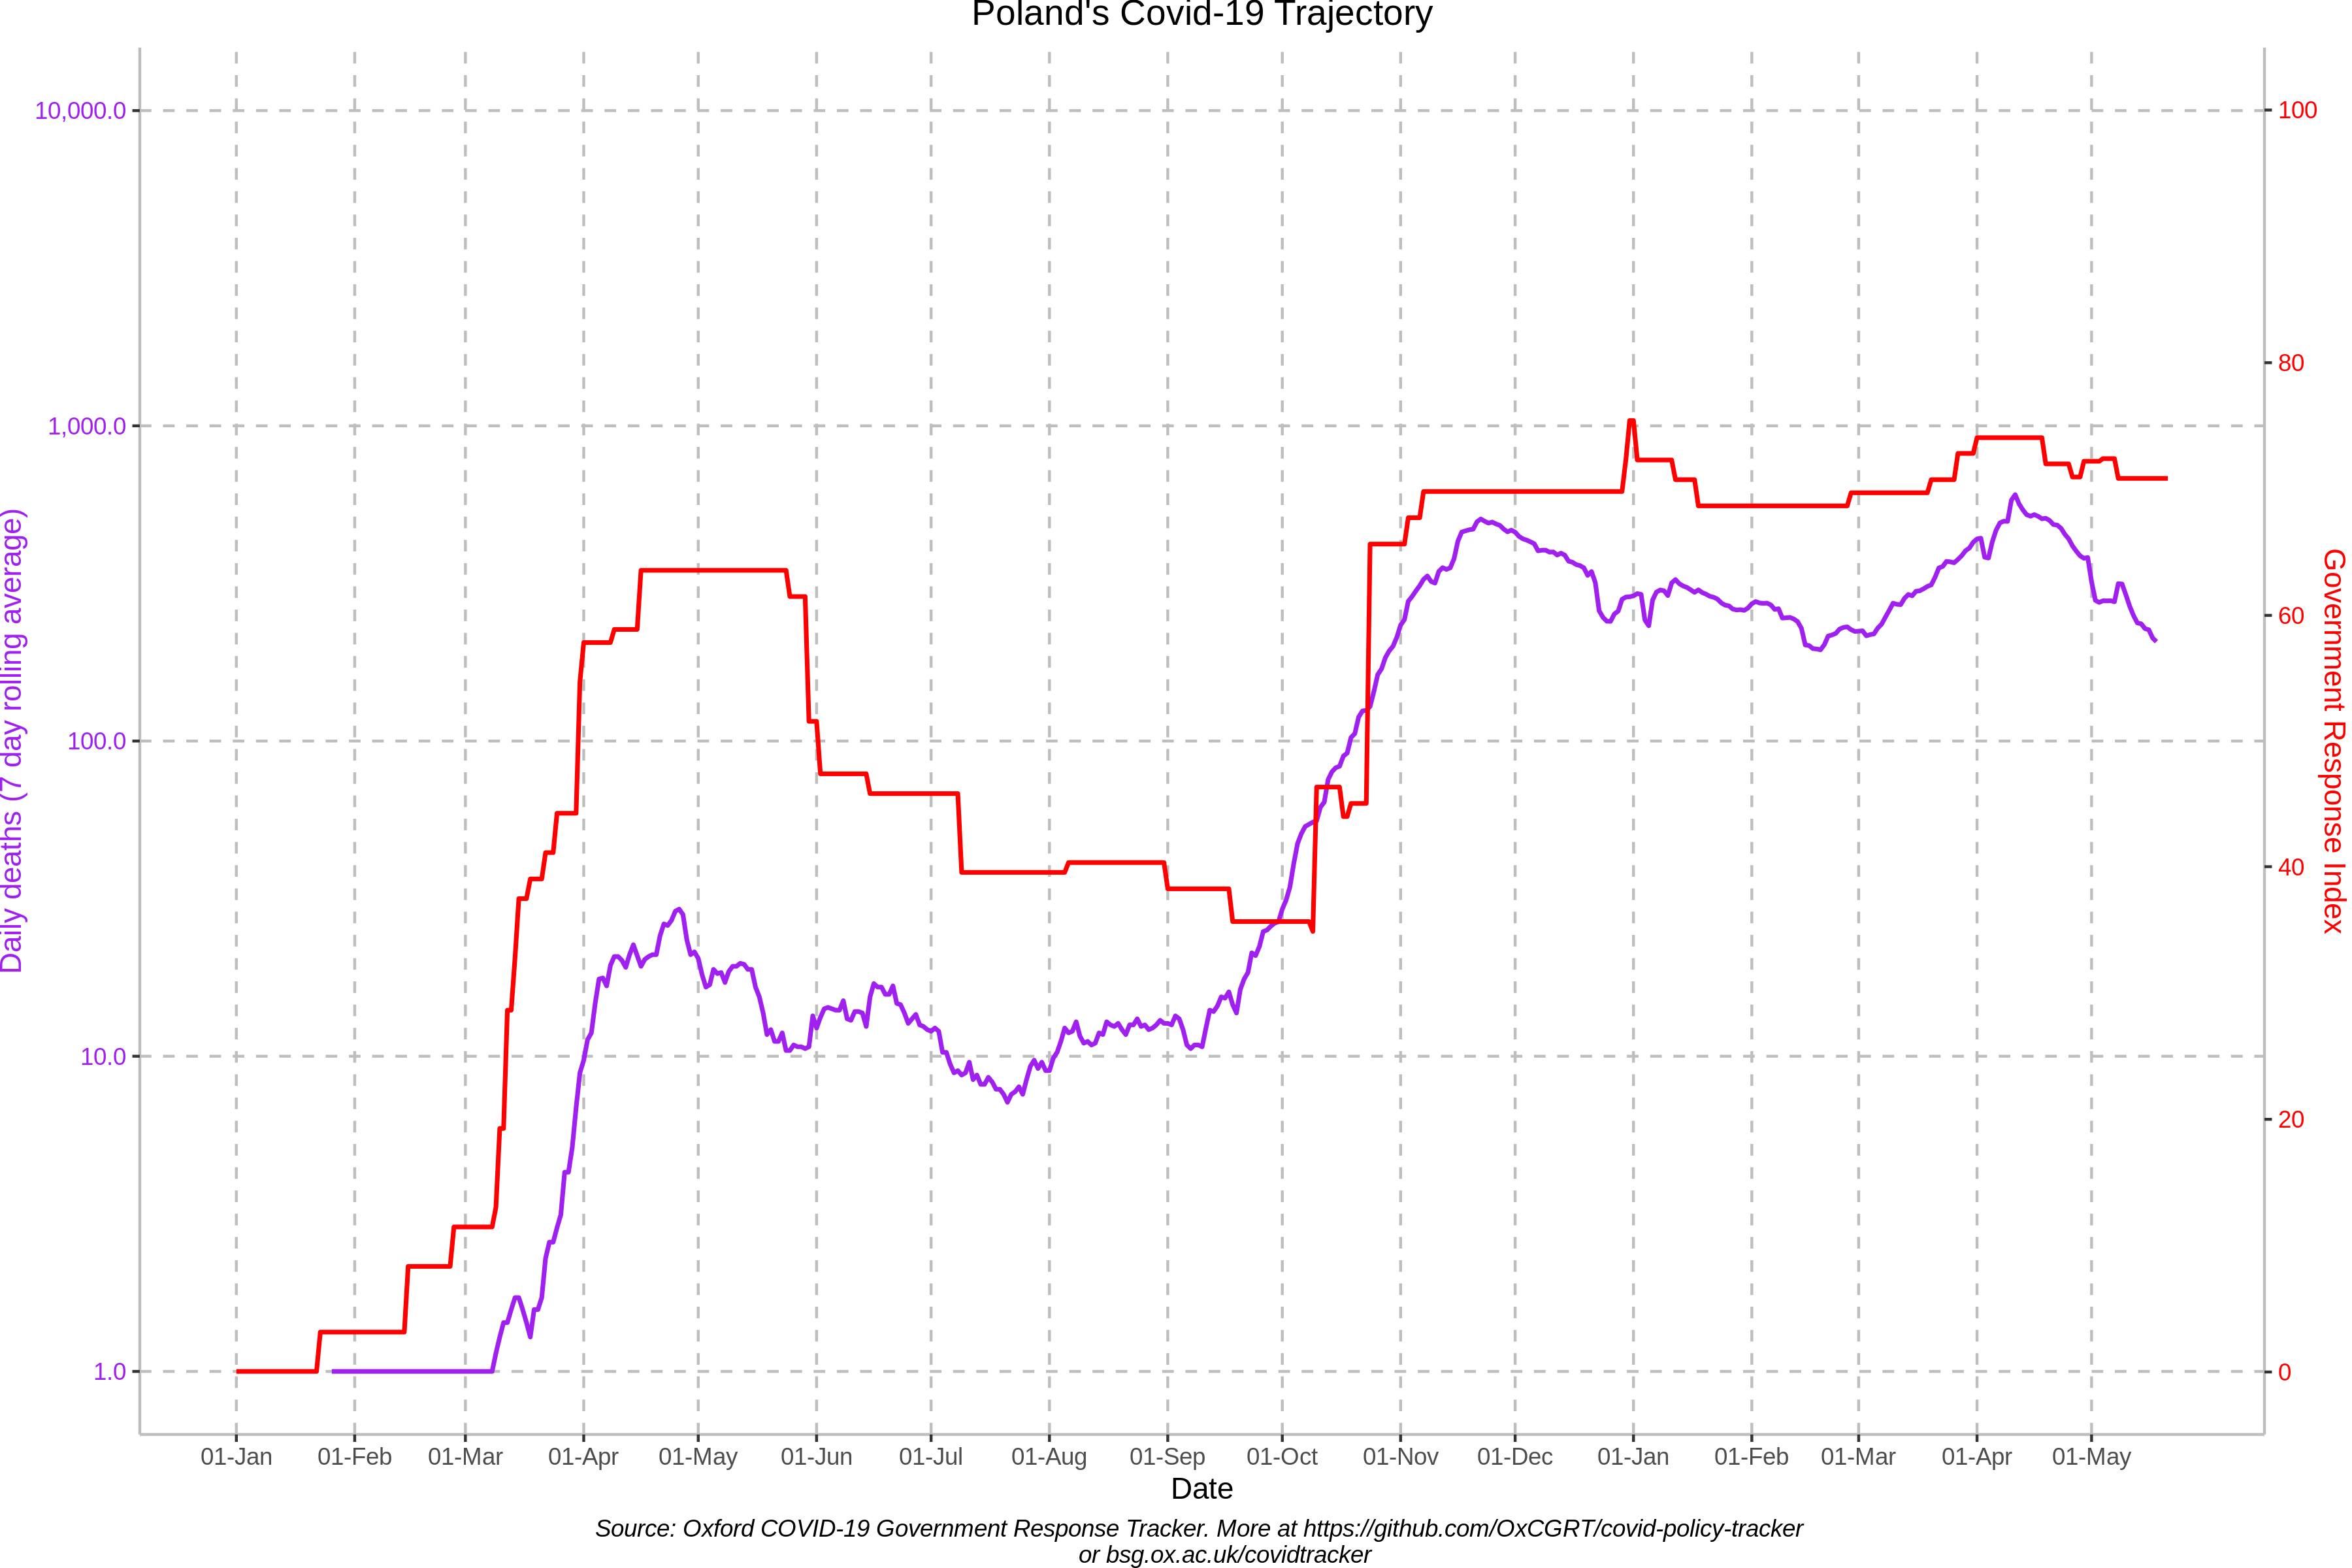 Poland's Covid-19 Trajectory
10,000.0
1,000.0
100.0
10.0
1.0
Daily deaths (7 day rolling average)
100
80
60
40
20
0
Government Response Index
01-Jan 01-Feb 01-Mar 01-Apr 01-May 01-Jun 01-Jul 01-Aug 01-Sep 01-Oct 01-Nov 01-Dec 01-Jan 01-Feb 01-Mar 01-Apr 01-May
Date
Source: Oxford COVID-19 Government Response Tracker. More at https://github.com/OxCGRT/covid-policy-tracker
or bsg.ox.ac.uk/covidtracker